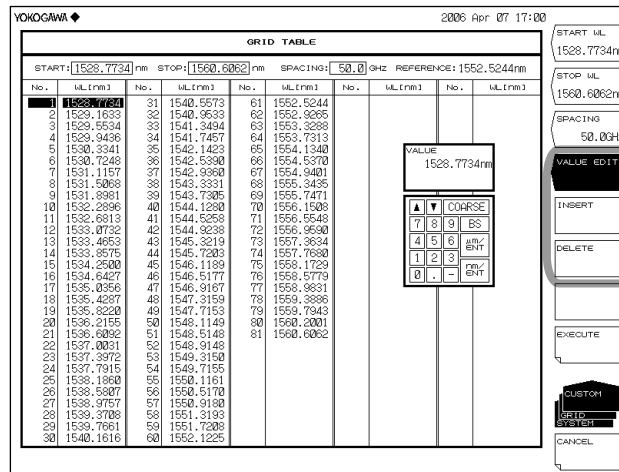 YOKOGAWA ◆ 2006 Apr 07 17:00
GRID TABLE
START: 1528.7734 nm STOP: 1560.6062 nm SPACING: 50.0 GHz REFERENCE: 1552.5244nm
No. WL[nm] No. WL[nm] No. WL[nm] No. WL[nm] No. WL[nm]
1 1528.7734 31 1540.5573 61 1552.5244
2 1529.1633 32 1540.9533 62 1552.9265
3 1529.5534 33 1541.3494 63 1553.3288
4 1529.9436 34 1541.7457 64 1553.7313
5 1530.3341 35 1542.1423 65 1554.1340
6 1530.7248 36 1542.5390 66 1554.5370
7 1531.1157 37 1542.9360 67 1554.9401
8 1531.5068 38 1543.3331 68 1555.3435
9 1531.8981 39 1543.7305 69 1555.7471
10 1532.2896 40 1544.1280 70 1556.1508
11 1532.6813 41 1544.5258 71 1556.5548
12 1533.0732 42 1544.9238 72 1556.9590
13 1533.4653 43 1545.3219 73 1557.3634
14 1533.8575 44 1545.7203 74 1557.7680
15 1534.2500 45 1546.1189 75 1558.1729
16 1534.6427 46 1546.5177 76 1558.5779
17 1535.0356 47 1546.9167 77 1558.9831
18 1535.4287 48 1547.3159 78 1559.3886
19 1535.8220 49 1547.7153 79 1559.7943
20 1536.2155 50 1548.1149 80 1560.2001
21 1536.6092 51 1548.5148 81 1560.6062
22 1537.0031 52 1548.9148
23 1537.3972 53 1549.3150
24 1537.7915 54 1549.7155
25 1538.1860 55 1550.1161
26 1538.5807 56 1550.5170
27 1538.9757 57 1550.9180
28 1539.3708 58 1551.3193
29 1539.7661 59 1551.7208
30 1540.1616 60 1552.1225
VALUE
1528.7734nm
▲ ▼ COARSE
7 8 9 BS
4 5 6 μm/ENT
1 2 3 nm/ENT
0 . -
START WL
1528.7734n
STOP WL
1560.6062n
SPACING
50.0GH
VALUE EDIT
INSERT
DELETE
EXECUTE
CUSTOM
GRID
SYSTEM
CANCEL